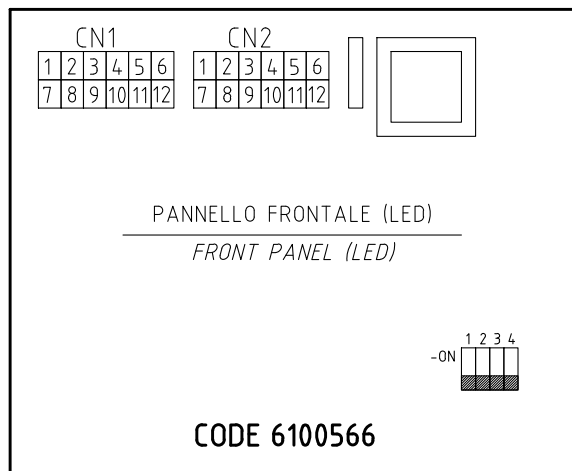 CN1 CN2
1 2 3 4 5 6 1 2 3 4 5 6
7 8 9 10 11 12 7 8 9 10 11 12
PANNELLO FRONTALE (LED)
FRONT PANEL (LED)
1 2 3 4
-ON
CODE 6100566